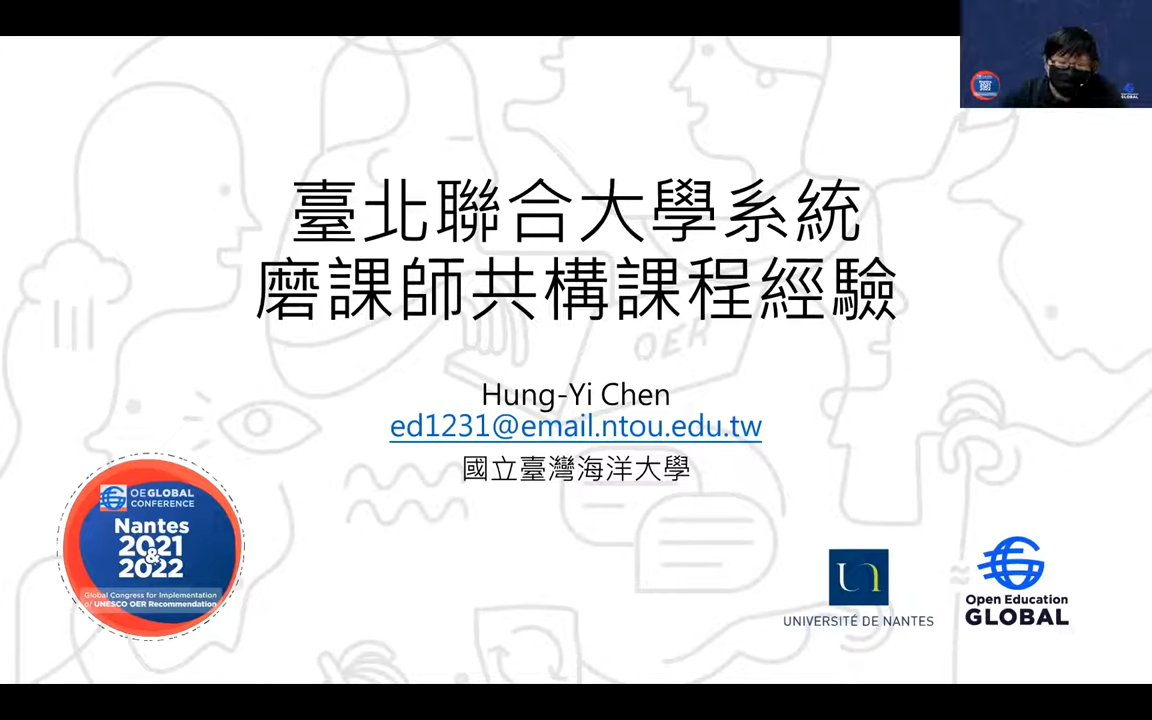 臺北聯合大學系統
磨課師共構課程經驗
OER
Hung-Yi Chen
ed1231@email.ntou.edu.tw
國立臺灣海洋大學
OEGLOBAL
CONFERENCE
Nantes
2021
&
2022
Global Congress for Implementation
of UNESCO OER Recommendation
UNIVERSITÉ DE NANTES
Open Education
GLOBAL